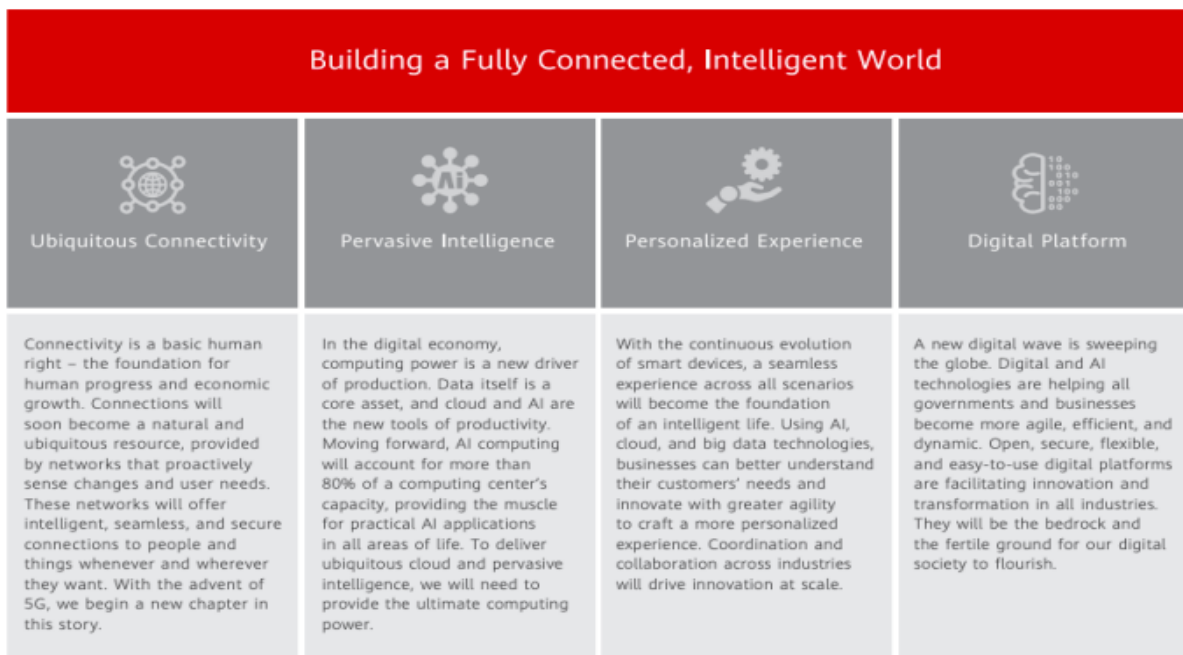 Building a Fully Connected, Intelligent World
Ubiquitous Connectivity
Connectivity is a basic human
right – the foundation for
human progress and economic
growth. Connections will
soon become a natural and
ubiquitous resource, provided
by networks that proactively
sense changes and user needs.
These networks will offer
intelligent, seamless, and secure
connections to people and
things whenever and wherever
they want. With the advent of
5G, we begin a new chapter in
this story.
Ai
Pervasive Intelligence
In the digital economy,
computing power is a new driver
of production. Data itself is a
core asset, and cloud and AI are
the new tools of productivity.
Moving forward, AI computing
will account for more than
80% of a computing center's
capacity, providing the muscle
for practical AI applications
in all areas of life. To deliver
ubiquitous cloud and pervasive
intelligence, we will need to
provide the ultimate computing
power.
Personalized Experience
With the continuous evolution
of smart devices, a seamless
experience across all scenarios
will become the foundation
of an intelligent life. Using AI,
cloud, and big data technologies,
businesses can better understand
their customers' needs and
innovate with greater agility
to craft a more personalized
experience. Coordination and
collaboration across industries
will drive innovation at scale.
Digital Platform
A new digital wave is sweeping
the globe. Digital and AI
technologies are helping all
governments and businesses
become more agile, efficient, and
dynamic. Open, secure, flexible,
and easy-to-use digital platforms
are facilitating innovation and
transformation in all industries.
They will be the bedrock and
the fertile ground for our digital
society to flourish.